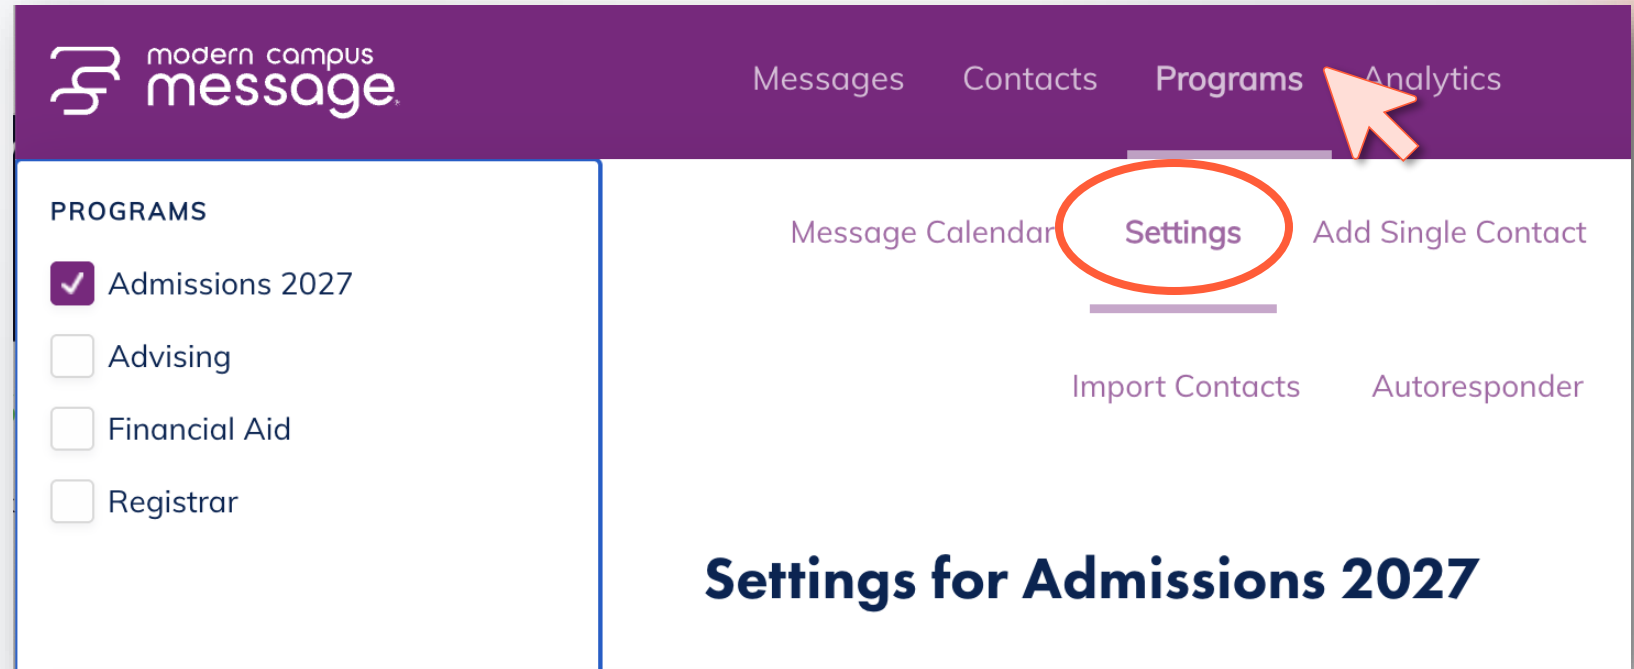 modern campus
message
Messages Contacts Programs Analytics
PROGRAMS
Admissions 2027
Advising
Financial Aid
Registrar
Message Calendar Settings Add Single Contact
Import Contacts Autoresponder
Settings for Admissions 2027